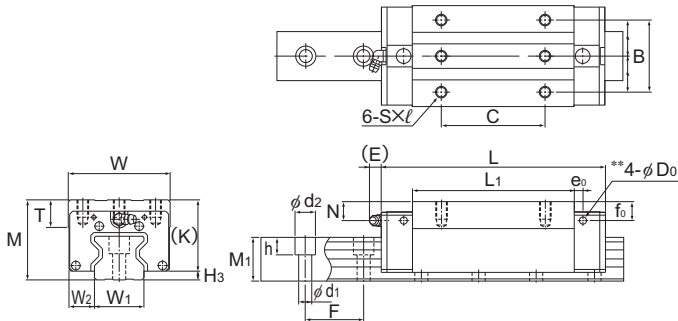 B
6-S×ℓ
C
(E)
L
L1
e0
**4-φD0
W
N
f0
φd2
T
M
(K)
h
M1
H3
W2
W1
φd1
F